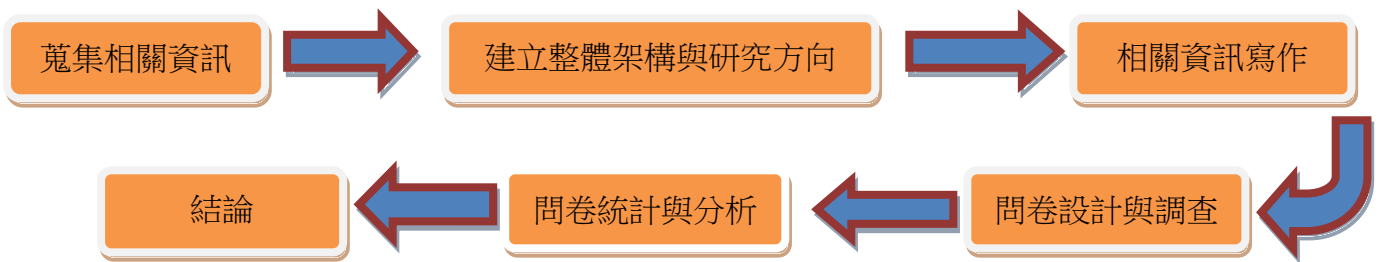 蒐集相關資訊
建立整體架構與研究方向
相關資訊寫作
問卷設計與調查
問卷統計與分析
結論